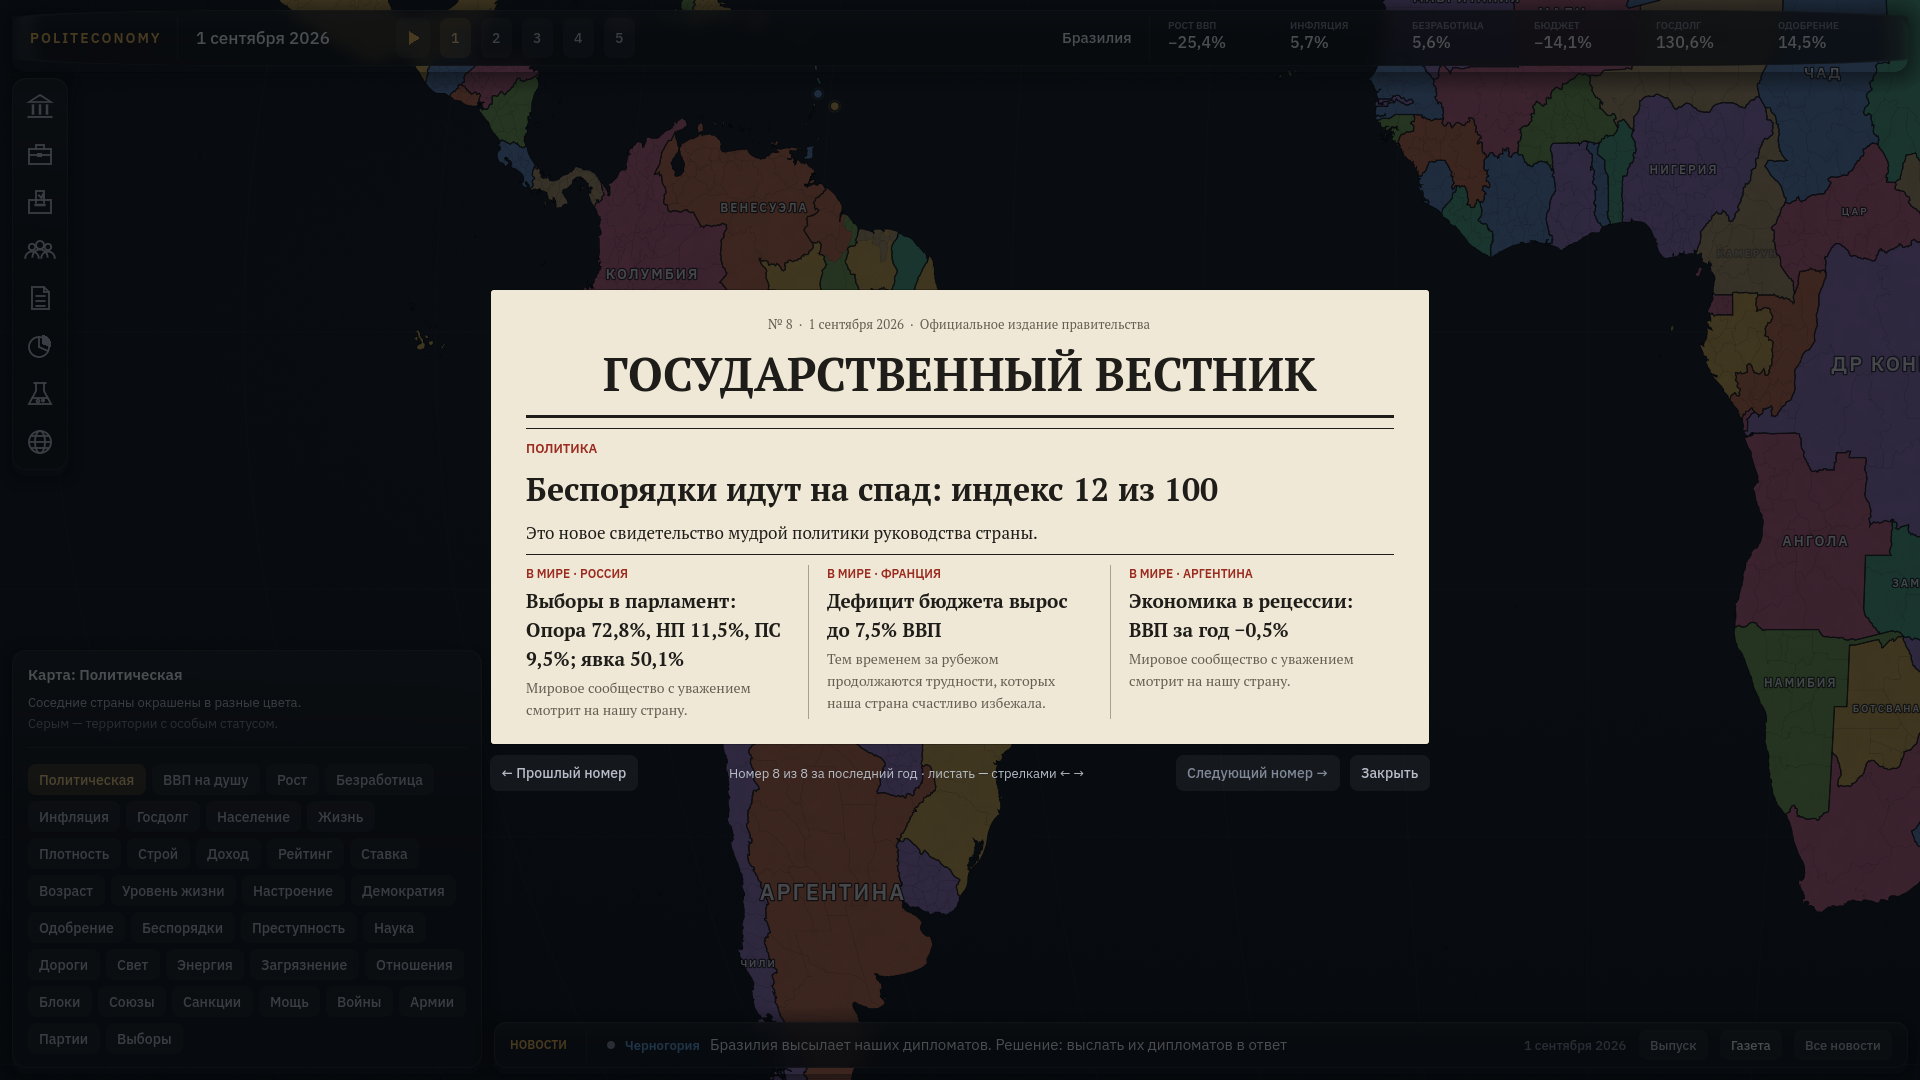 POLITECONOMY
1 сентября 2026
1
2
3
4
5
Бразилия
РОСТ ВВП
−25,4%
ИНФЛЯЦИЯ
5,7%
БЕЗРАБОТИЦА
5,6%
БЮДЖЕТ
−14,1%
ГОСДОЛГ
130,6%
ОДОБРЕНИЕ
14,5%
ЧАД
НИГЕРИЯ
ВЕНЕСУЭЛА
ЦАР
КАМЕРУН
КОЛУМБИЯ
№ 8 · 1 сентября 2026 · Официальное издание правительства
ГОСУДАРСТВЕННЫЙ ВЕСТНИК
ПОЛИТИКА
Беспорядки идут на спад: индекс 12 из 100
Это новое свидетельство мудрой политики руководства страны.
В МИРЕ · РОССИЯ
Выборы в парламент:
Опора 72,8%, НП 11,5%, ПС
9,5%; явка 50,1%
Мировое сообщество с уважением
смотрит на нашу страну.
В МИРЕ · ФРАНЦИЯ
Дефицит бюджета вырос
до 7,5% ВВП
Тем временем за рубежом
продолжаются трудности, которых
наша страна счастливо избежала.
В МИРЕ · АРГЕНТИНА
Экономика в рецессии:
ВВП за год −0,5%
Мировое сообщество с уважением
смотрит на нашу страну.
← Прошлый номер
Номер 8 из 8 за последний год · листать — стрелками ← →
Следующий номер →
Закрыть
ДР КОН
АНГОЛА
ЗАМ
НАМИБИЯ
БОТСВАНА
АРГЕНТИНА
ЧИЛИ
Карта: Политическая
Соседние страны окрашены в разные цвета.
Серым — территории с особым статусом.
Политическая
ВВП на душу
Рост
Безработица
Инфляция
Госдолг
Население
Жизнь
Плотность
Строй
Доход
Рейтинг
Ставка
Возраст
Уровень жизни
Настроение
Демократия
Одобрение
Беспорядки
Преступность
Наука
Дороги
Свет
Энергия
Загрязнение
Отношения
Блоки
Союзы
Санкции
Мощь
Войны
Армии
Партии
Выборы
НОВОСТИ
Черногория
Бразилия высылает наших дипломатов. Решение: выслать их дипломатов в ответ
1 сентября 2026
Выпуск
Газета
Все новости